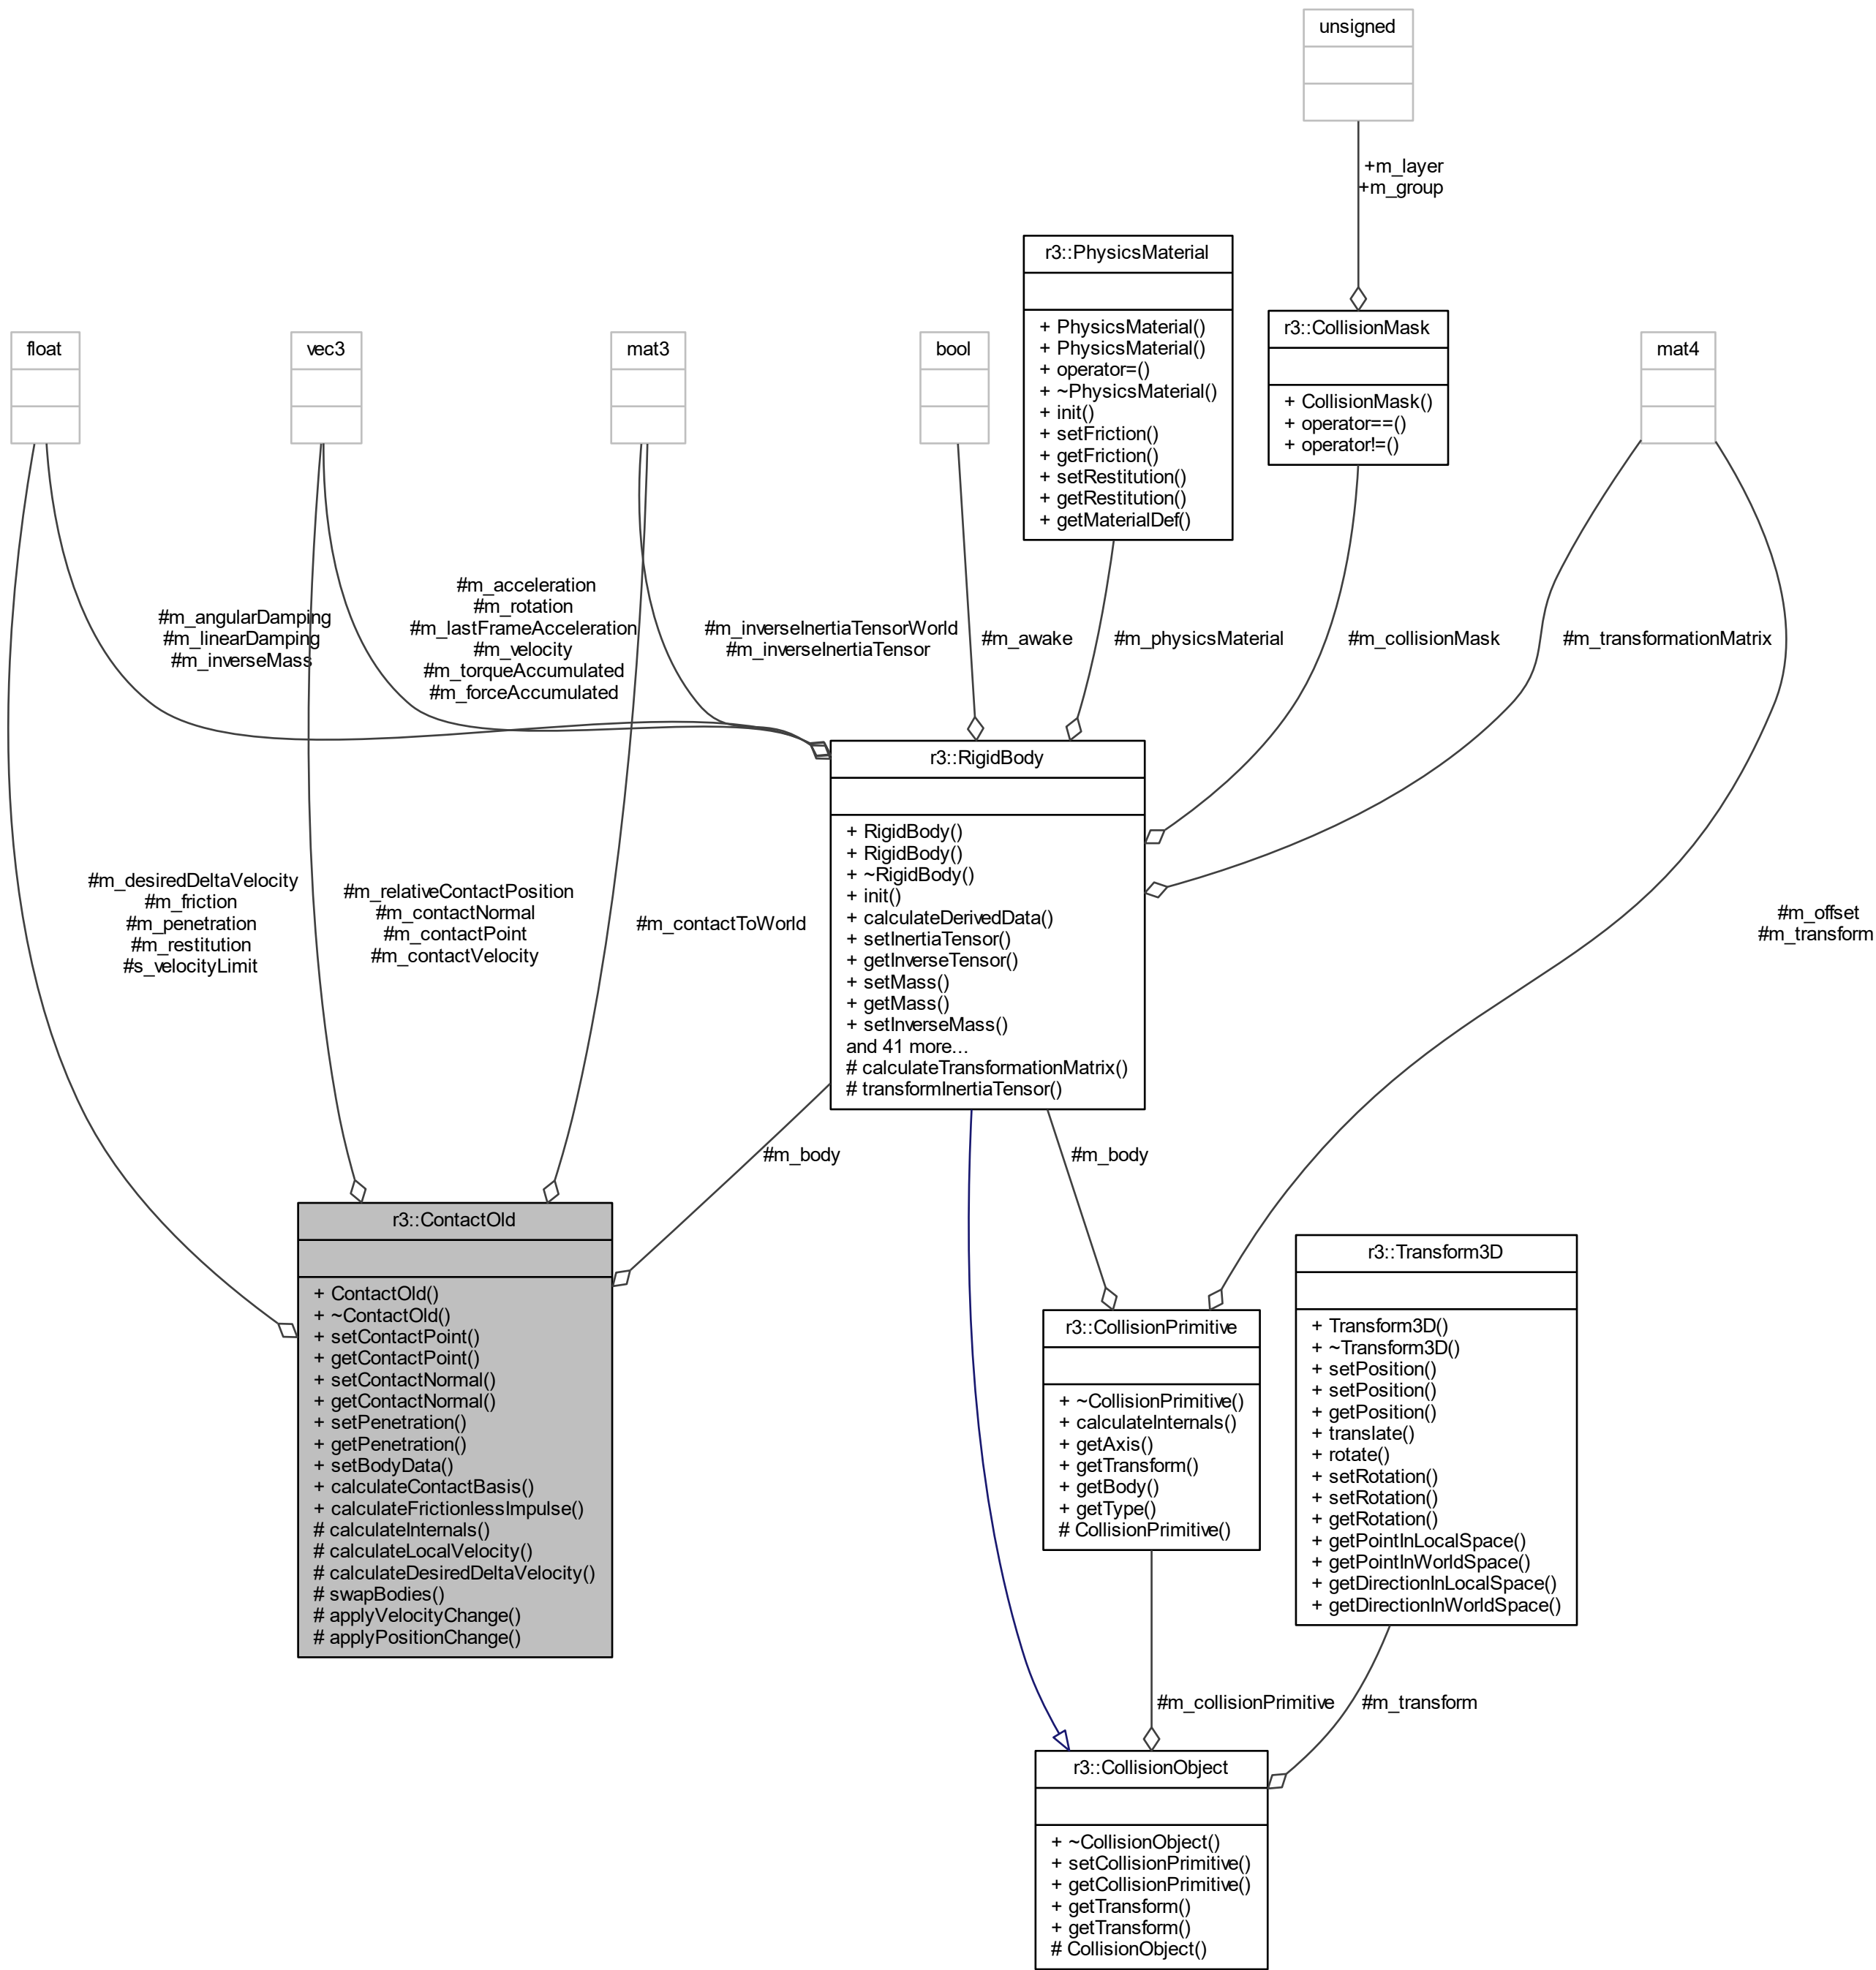 unsigned
+m_layer
+m_group
r3::PhysicsMaterial
+ PhysicsMaterial()
+ PhysicsMaterial()
+ operator=()
+ ~PhysicsMaterial()
+ init()
+ setFriction()
+ getFriction()
+ setRestitution()
+ getRestitution()
+ getMaterialDef()
r3::CollisionMask
+ CollisionMask()
+ operator==()
+ operator!=()
float
vec3
mat3
bool
mat4
#m_angularDamping
#m_linearDamping
#m_inverseMass
#m_acceleration
#m_rotation
#m_lastFrameAcceleration
#m_velocity
#m_torqueAccumulated
#m_forceAccumulated
#m_inverseInertiaTensorWorld
#m_inverseInertiaTensor
#m_awake
#m_physicsMaterial
#m_collisionMask
#m_transformationMatrix
r3::RigidBody
+ RigidBody()
+ RigidBody()
+ ~RigidBody()
+ init()
+ calculateDerivedData()
+ setInertiaTensor()
+ getInverseTensor()
+ setMass()
+ getMass()
+ setInverseMass()
and 41 more...
# calculateTransformationMatrix()
# transformInertiaTensor()
#m_desiredDeltaVelocity
#m_friction
#m_penetration
#m_restitution
#s_velocityLimit
#m_relativeContactPosition
#m_contactNormal
#m_contactPoint
#m_contactVelocity
#m_contactToWorld
#m_offset
#m_transform
#m_body
#m_body
r3::ContactOld
+ ContactOld()
+ ~ContactOld()
+ setContactPoint()
+ getContactPoint()
+ setContactNormal()
+ getContactNormal()
+ setPenetration()
+ getPenetration()
+ setBodyData()
+ calculateContactBasis()
+ calculateFrictionlessImpulse()
# calculateInternals()
# calculateLocalVelocity()
# calculateDesiredDeltaVelocity()
# swapBodies()
# applyVelocityChange()
# applyPositionChange()
r3::CollisionPrimitive
+ ~CollisionPrimitive()
+ calculateInternals()
+ getAxis()
+ getTransform()
+ getBody()
+ getType()
# CollisionPrimitive()
r3::Transform3D
+ Transform3D()
+ ~Transform3D()
+ setPosition()
+ setPosition()
+ getPosition()
+ translate()
+ rotate()
+ setRotation()
+ setRotation()
+ getRotation()
+ getPointInLocalSpace()
+ getPointInWorldSpace()
+ getDirectionInLocalSpace()
+ getDirectionInWorldSpace()
#m_collisionPrimitive
#m_transform
r3::CollisionObject
+ ~CollisionObject()
+ setCollisionPrimitive()
+ getCollisionPrimitive()
+ getTransform()
+ getTransform()
# CollisionObject()